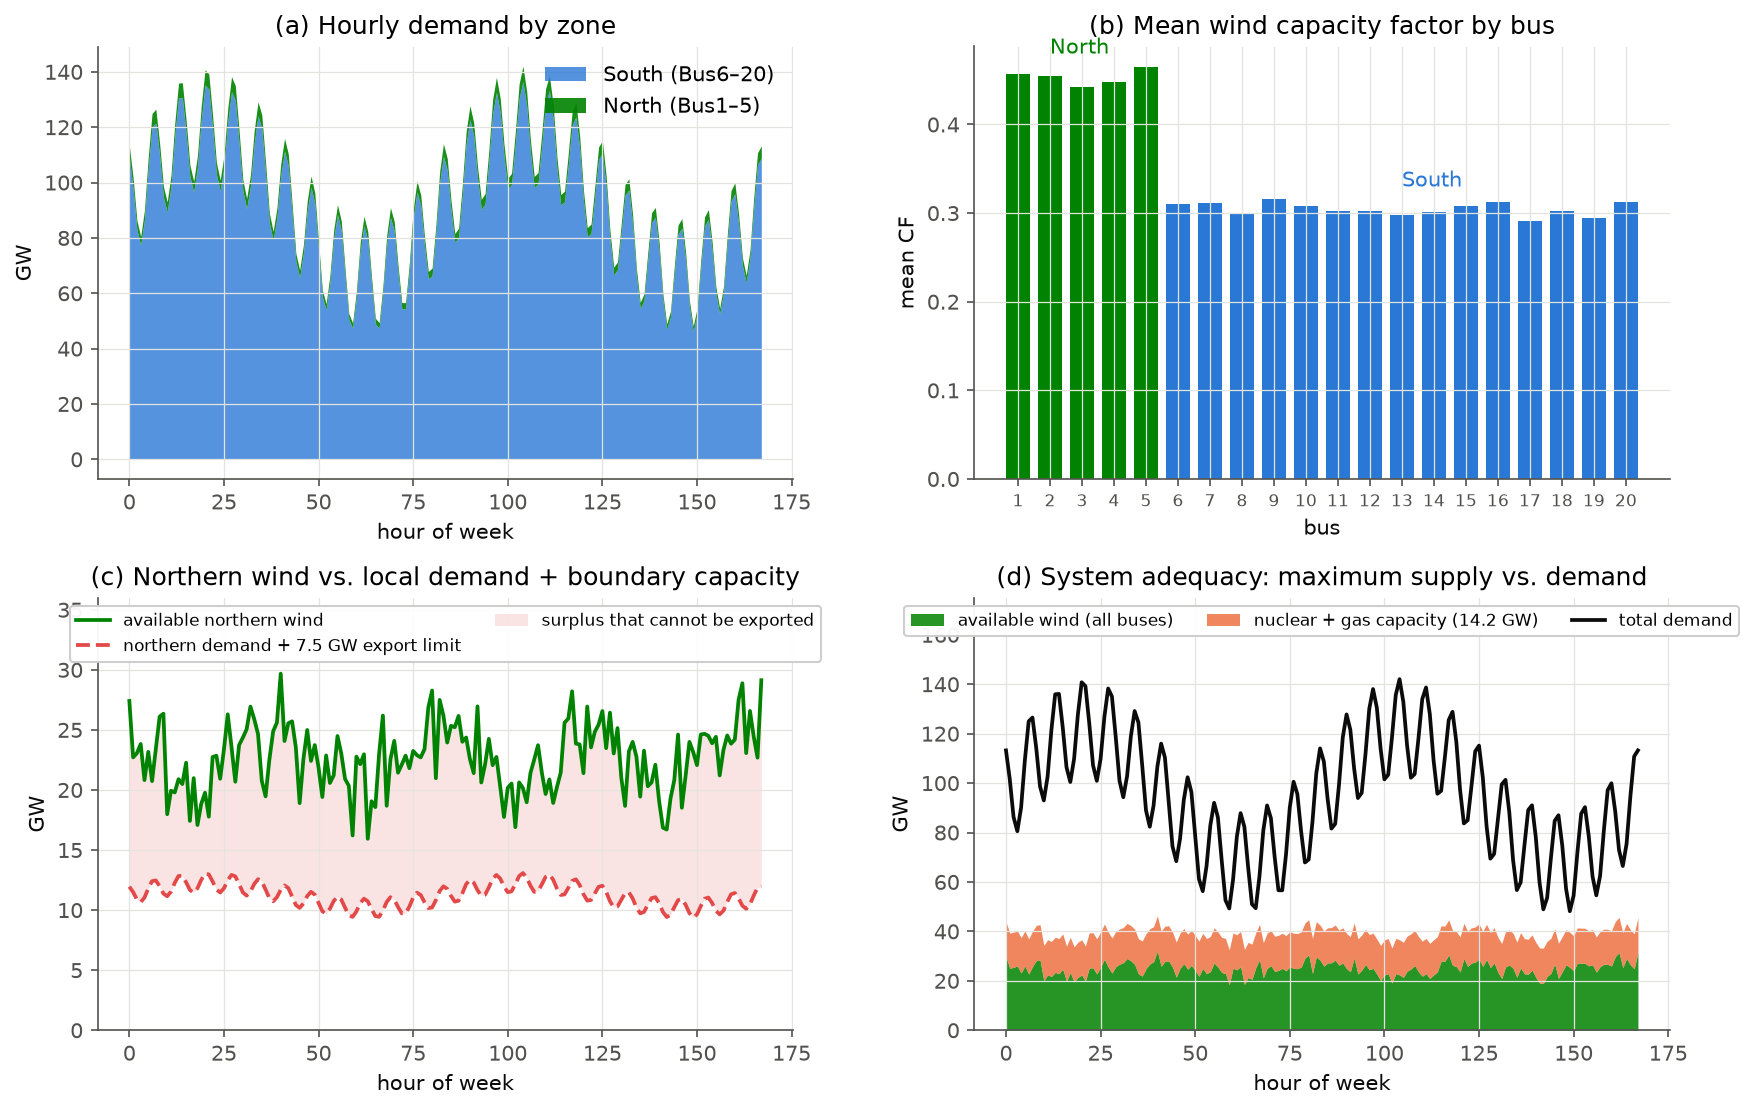 (a) Hourly demand by zone
South (Bus6–20)
North (Bus1–5)
GW
140
120
100
80
60
40
20
0
0 25 50 75 100 125 150 175
hour of week
(b) Mean wind capacity factor by bus
North
South
mean CF
0.4
0.3
0.2
0.1
0.0
1 2 3 4 5 6 7 8 9 10 11 12 13 14 15 16 17 18 19 20
bus
(c) Northern wind vs. local demand + boundary capacity
available northern wind
northern demand + 7.5 GW export limit
surplus that cannot be exported
GW
30
25
20
15
10
5
0
0 25 50 75 100 125 150 175
hour of week
(d) System adequacy: maximum supply vs. demand
available wind (all buses)
nuclear + gas capacity (14.2 GW)
total demand
GW
160
140
120
100
80
60
40
20
0
0 25 50 75 100 125 150 175
hour of week